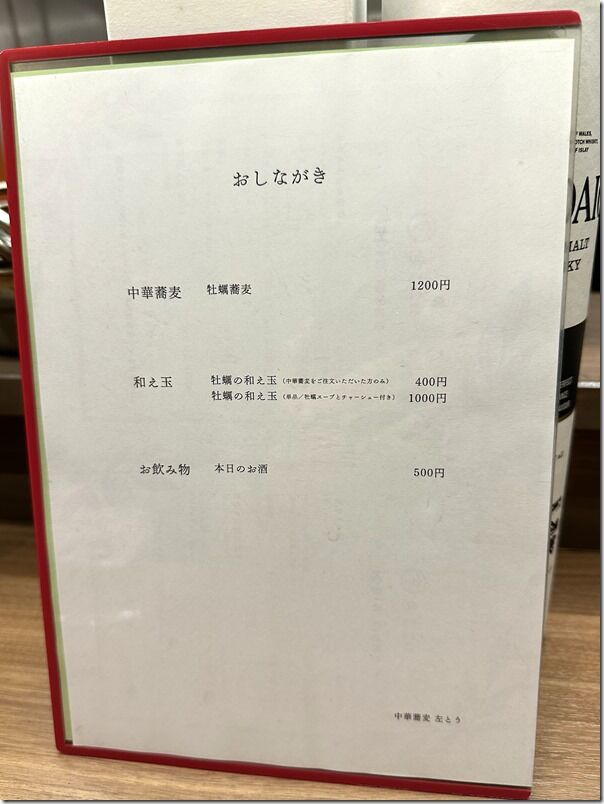 おしながき
中華蕎麦 牡蠣蕎麦 1200円
和え玉 牡蠣の和え玉(中華蕎麦をご注文いただいた方のみ) 400円
牡蠣の和え玉(単品/牡蠣スープとチャーシュー付き) 1000円
お飲み物 本日のお酒 500円
中華蕎麦 左とう
OF ISLAY
MALT
KY